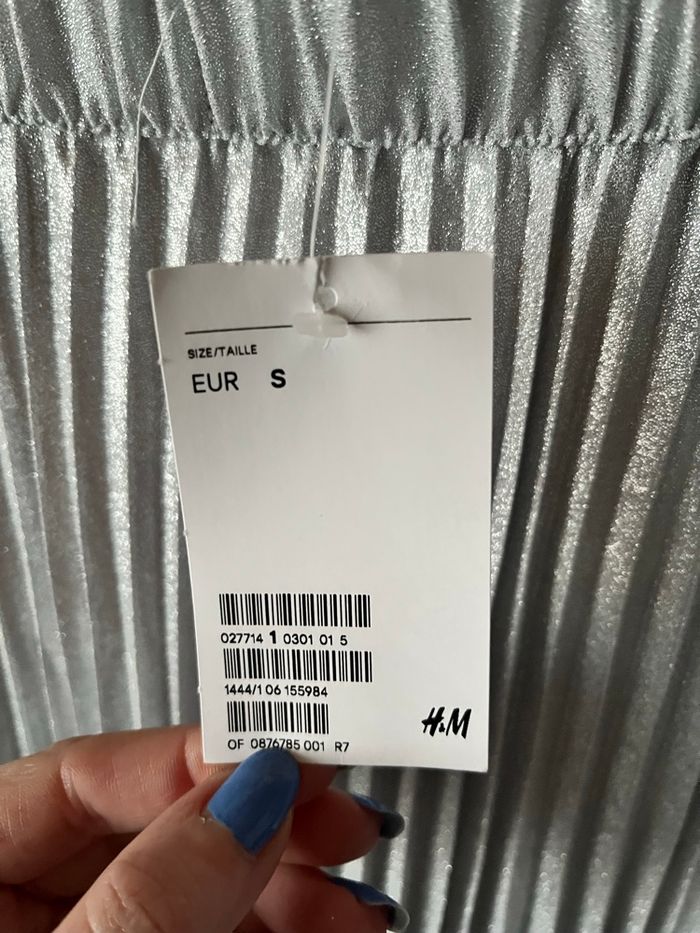 SIZE/TAILLE
EUR S
027714 1 0301 01 5
1444/1 06 155984
OF 0876785 001 R7
H&M